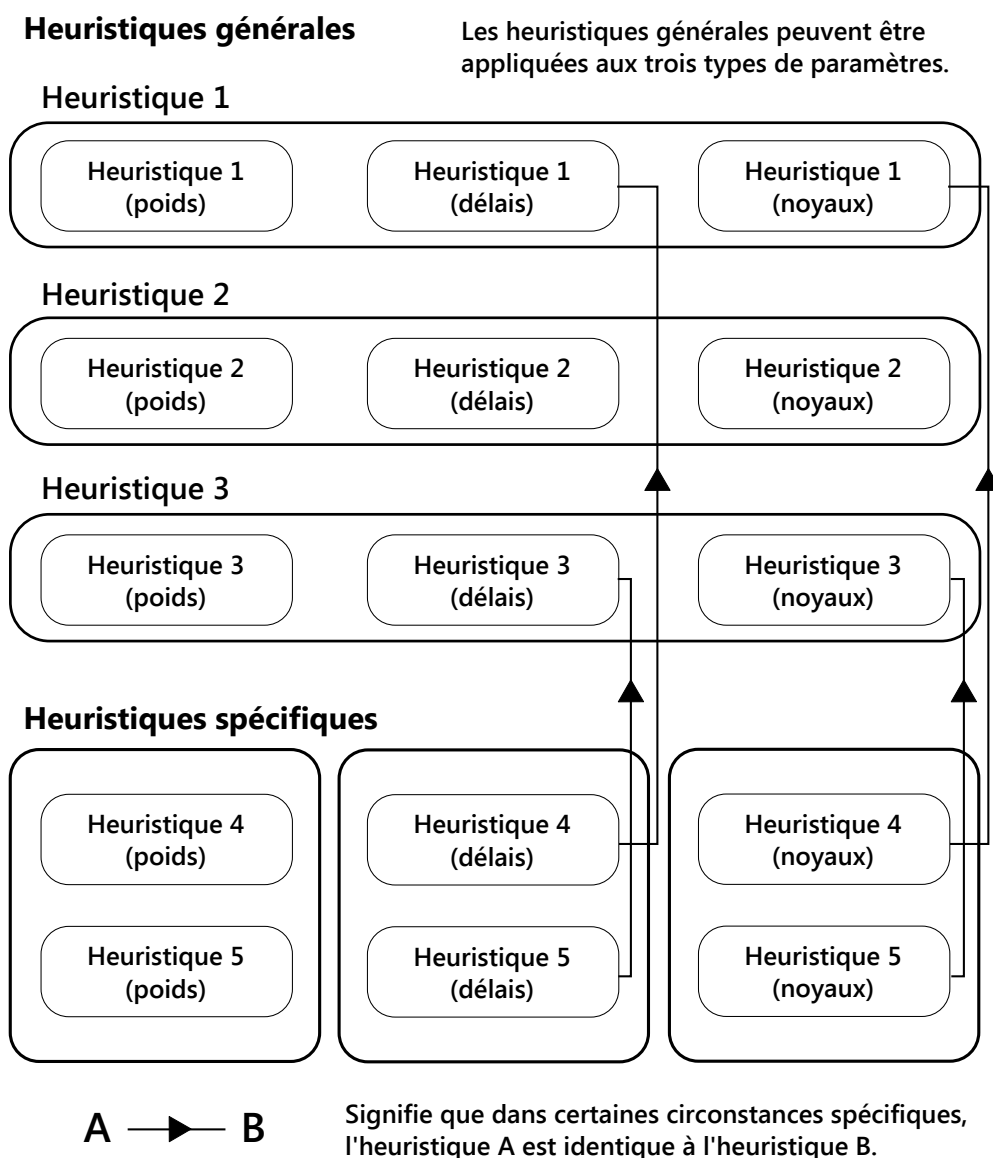 Heuristiques générales
Les heuristiques générales peuvent être
appliquées aux trois types de paramètres.
Heuristique 1
Heuristique 1
(poids)
Heuristique 1
(délais)
Heuristique 1
(noyaux)
Heuristique 2
Heuristique 2
(poids)
Heuristique 2
(délais)
Heuristique 2
(noyaux)
Heuristique 3
Heuristique 3
(poids)
Heuristique 3
(délais)
Heuristique 3
(noyaux)
Heuristiques spécifiques
Heuristique 4
(poids)
Heuristique 4
(délais)
Heuristique 4
(noyaux)
Heuristique 5
(poids)
Heuristique 5
(délais)
Heuristique 5
(noyaux)
A B
Signifie que dans certaines circonstances spécifiques,
l'heuristique A est identique à l'heuristique B.